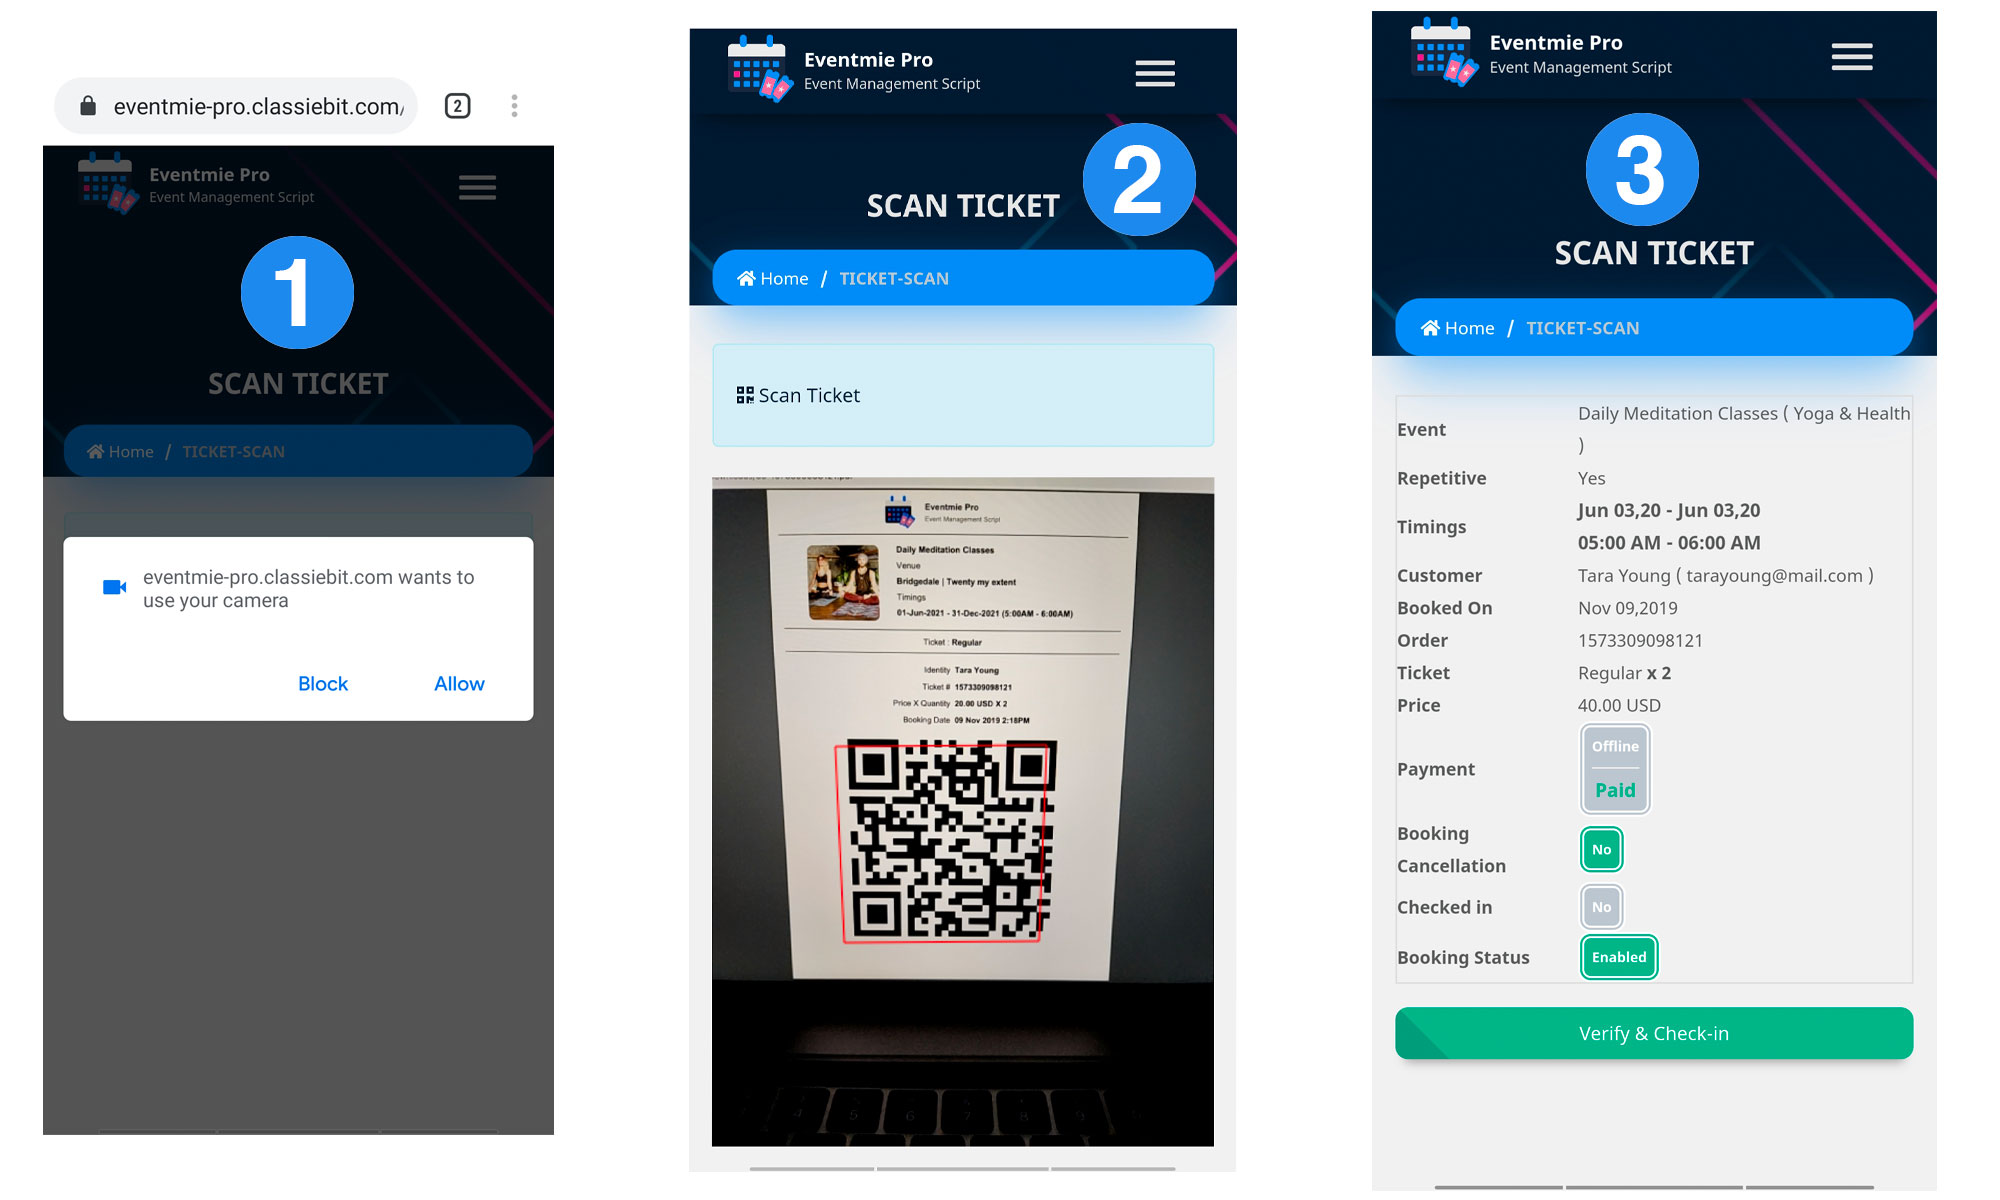 eventmie-pro.classiebit.com/
2
Eventmie Pro
Event Management Script
1
SCAN TICKET
Home / TICKET-SCAN
eventmie-pro.classiebit.com wants to
use your camera
Block Allow
Eventmie Pro
Event Management Script
2
SCAN TICKET
Home / TICKET-SCAN
Scan Ticket
Eventmie Pro
Event Management Script
Daily Meditation Classes
Venue
Bridgedale | Twenty my extent
Timings
01-Jun-2021 - 31-Dec-2021 (5:00AM - 6:00AM)
Ticket : Regular
Identity Tara Young
Ticket # 1573309098121
Price X Quantity 20.00 USD X 2
Booking Date 09 Nov 2019 2:18PM
4 5 6 7 8 9
Eventmie Pro
Event Management Script
3
SCAN TICKET
Home / TICKET-SCAN
Event Daily Meditation Classes ( Yoga & Health
)
Repetitive Yes
Timings Jun 03,20 - Jun 03,20
05:00 AM - 06:00 AM
Customer Tara Young ( tarayoung@mail.com )
Booked On Nov 09,2019
Order 1573309098121
Ticket Regular x 2
Price 40.00 USD
Payment Offline
Paid
Booking
Cancellation No
Checked in No
Booking Status Enabled
Verify & Check-in